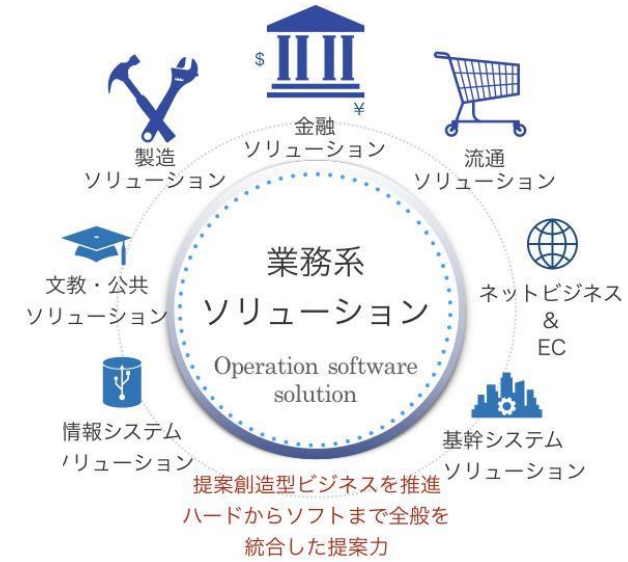 $
¥
金融
ソリューション
製造
ソリューション
流通
ソリューション
文教・公共
ソリューション
業務系
ソリューション
Operation software
solution
ネットビジネス
&
EC
情報システム
ソリューション
基幹システム
ソリューション
提案創造型ビジネスを推進
ハードからソフトまで全般を
統合した提案力